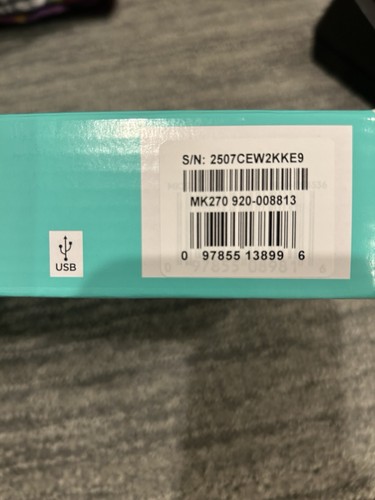 S/N: 2507CEW2KKE9
MK270 920-008813
0 97855 13899 6
USB